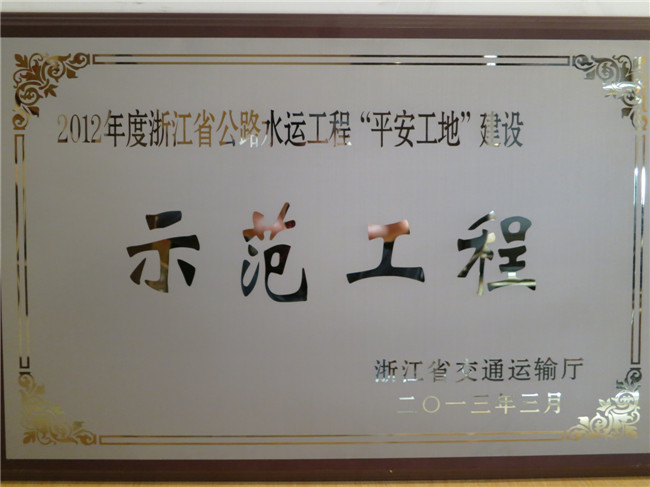 2012年度浙江省公路水运工程“平安工地”建设
示范工程
浙江省交通运输厅
二〇一三年三月